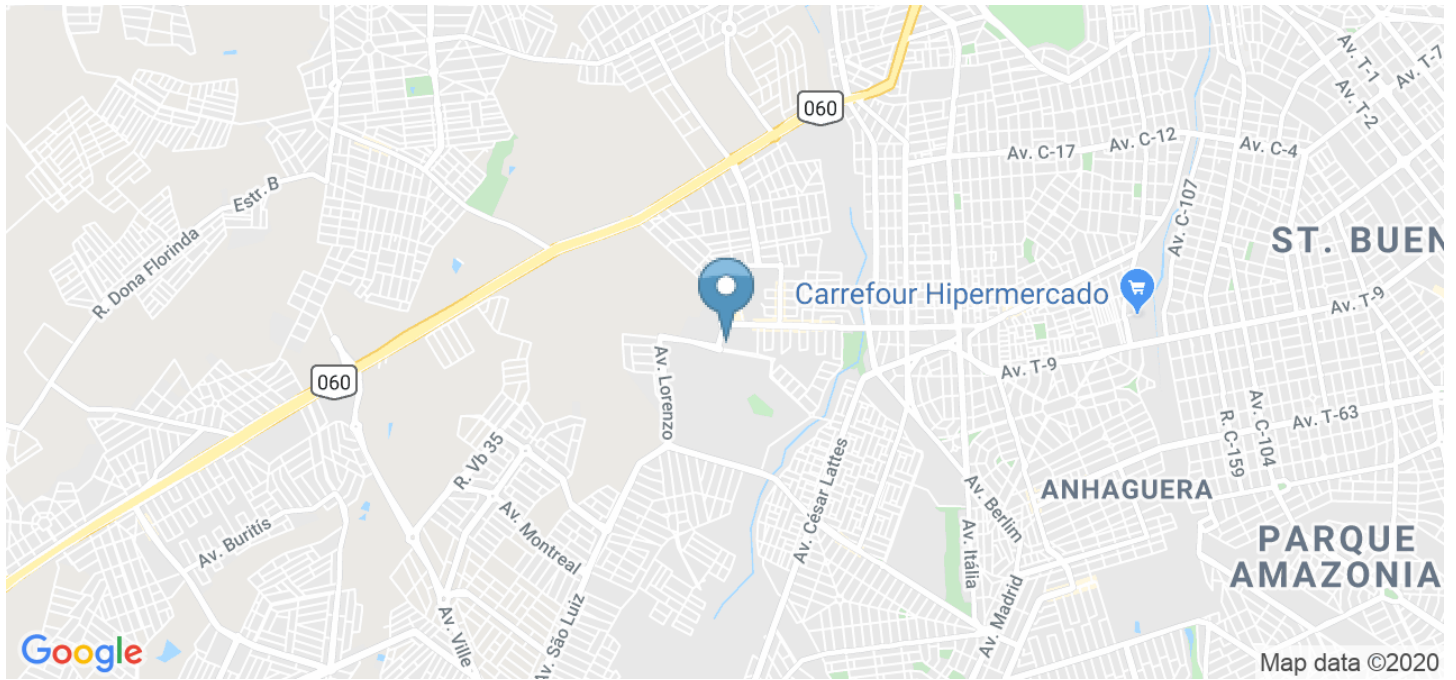 Av. T-1
Av. T-7
Av. T-2
060
Av. C-17
Av. C-12
Av. C-4
Estr. B
R. Dona Florinda
Av. C-107
ST. BUEN
Carrefour Hipermercado
Av. T-9
Av. T-9
060
Av. Lorenzo
Av. T-63
R. C-159
Av. C-104
R. Vb 35
Av. César Lattes
ANHAGUERA
Av. Montreal
Av. Buritis
Av. Berlim
Av. Itália
PARQUE
AMAZONIA
Av. Madrid
Av. Ville
Av. São Luiz
Google
Map data ©2020